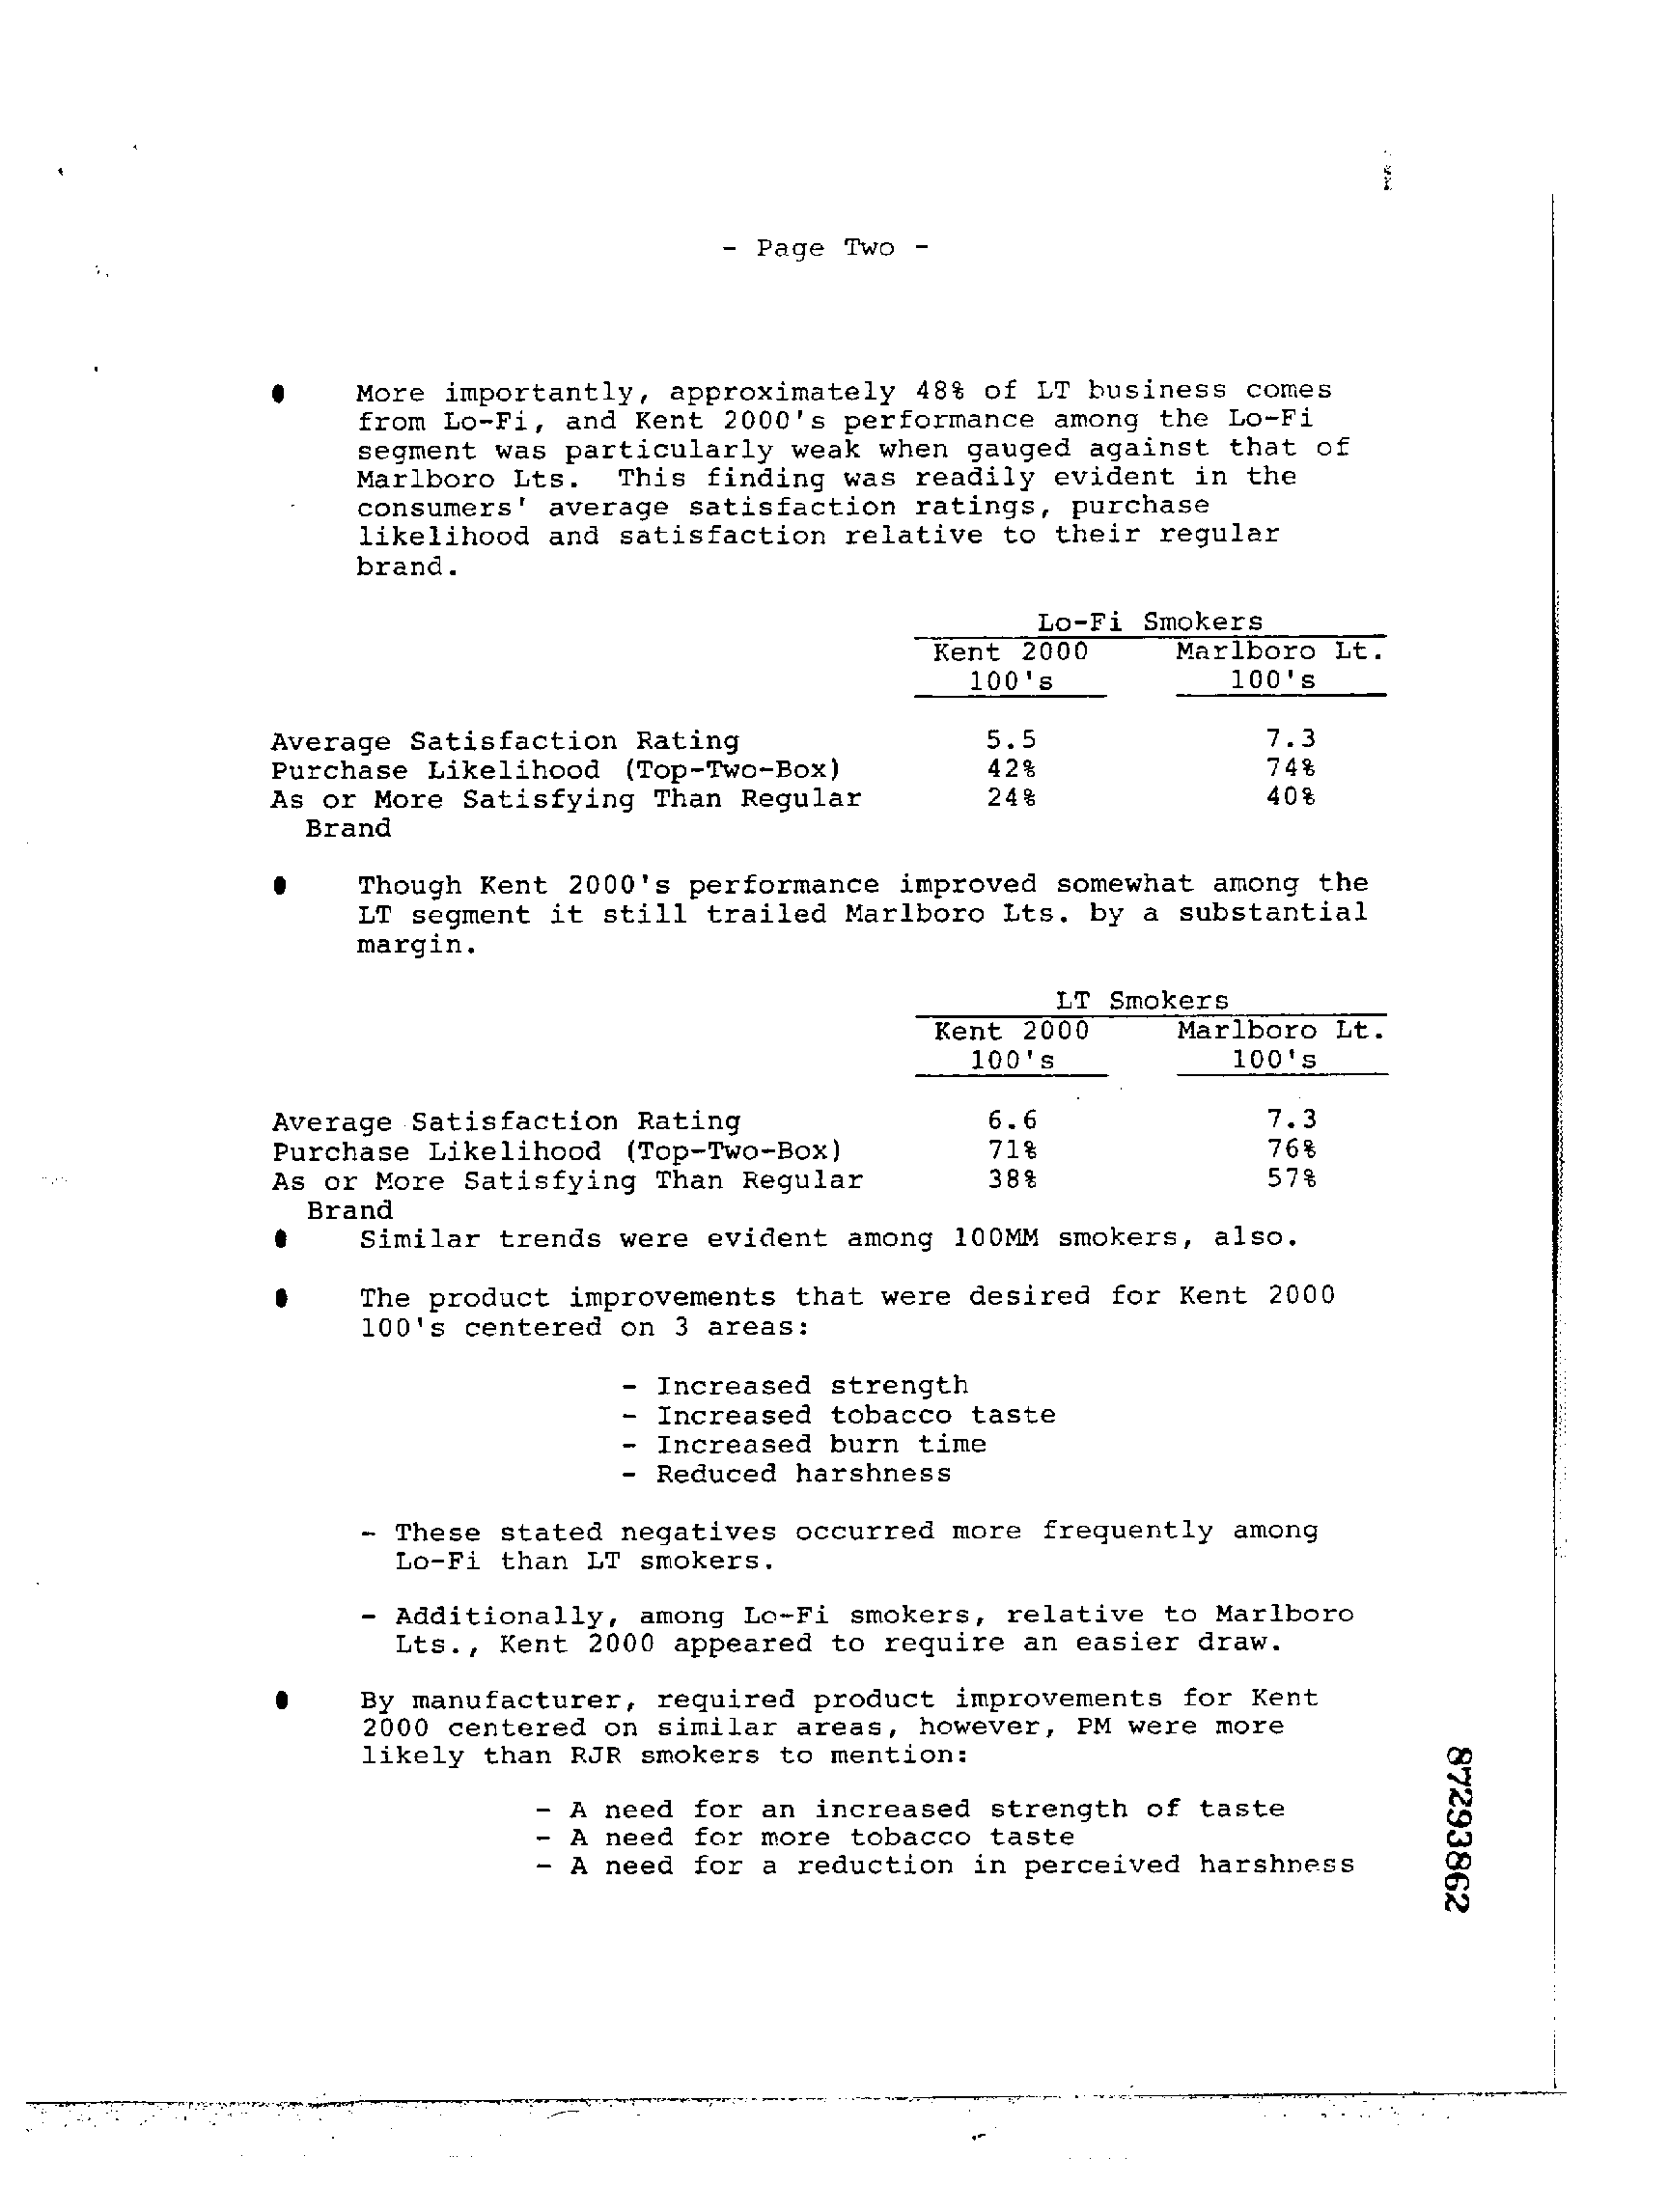 - Page Two -
● More importantly, approximately 48% of LT business comes
from Lo-Fi, and Kent 2000's performance among the Lo-Fi
segment was particularly weak when gauged against that of
Marlboro Lts. This finding was readily evident in the
consumers' average satisfaction ratings, purchase
likelihood and satisfaction relative to their regular
brand.
Lo-Fi Smokers
Kent 2000 Marlboro Lt.
100's 100's
Average Satisfaction Rating 5.5 7.3
Purchase Likelihood (Top-Two-Box) 42% 74%
As or More Satisfying Than Regular 24% 40%
Brand
● Though Kent 2000's performance improved somewhat among the
LT segment it still trailed Marlboro Lts. by a substantial
margin.
LT Smokers
Kent 2000 Marlboro Lt.
100's 100's
Average Satisfaction Rating 6.6 7.3
Purchase Likelihood (Top-Two-Box) 71% 76%
As or More Satisfying Than Regular 38% 57%
Brand
● Similar trends were evident among 100MM smokers, also.
● The product improvements that were desired for Kent 2000
100's centered on 3 areas:
- Increased strength
- Increased tobacco taste
- Increased burn time
- Reduced harshness
- These stated negatives occurred more frequently among
Lo-Fi than LT smokers.
- Additionally, among Lo-Fi smokers, relative to Marlboro
Lts., Kent 2000 appeared to require an easier draw.
● By manufacturer, required product improvements for Kent
2000 centered on similar areas, however, PM were more
likely than RJR smokers to mention:
- A need for an increased strength of taste
- A need for more tobacco taste
- A need for a reduction in perceived harshness
87293862